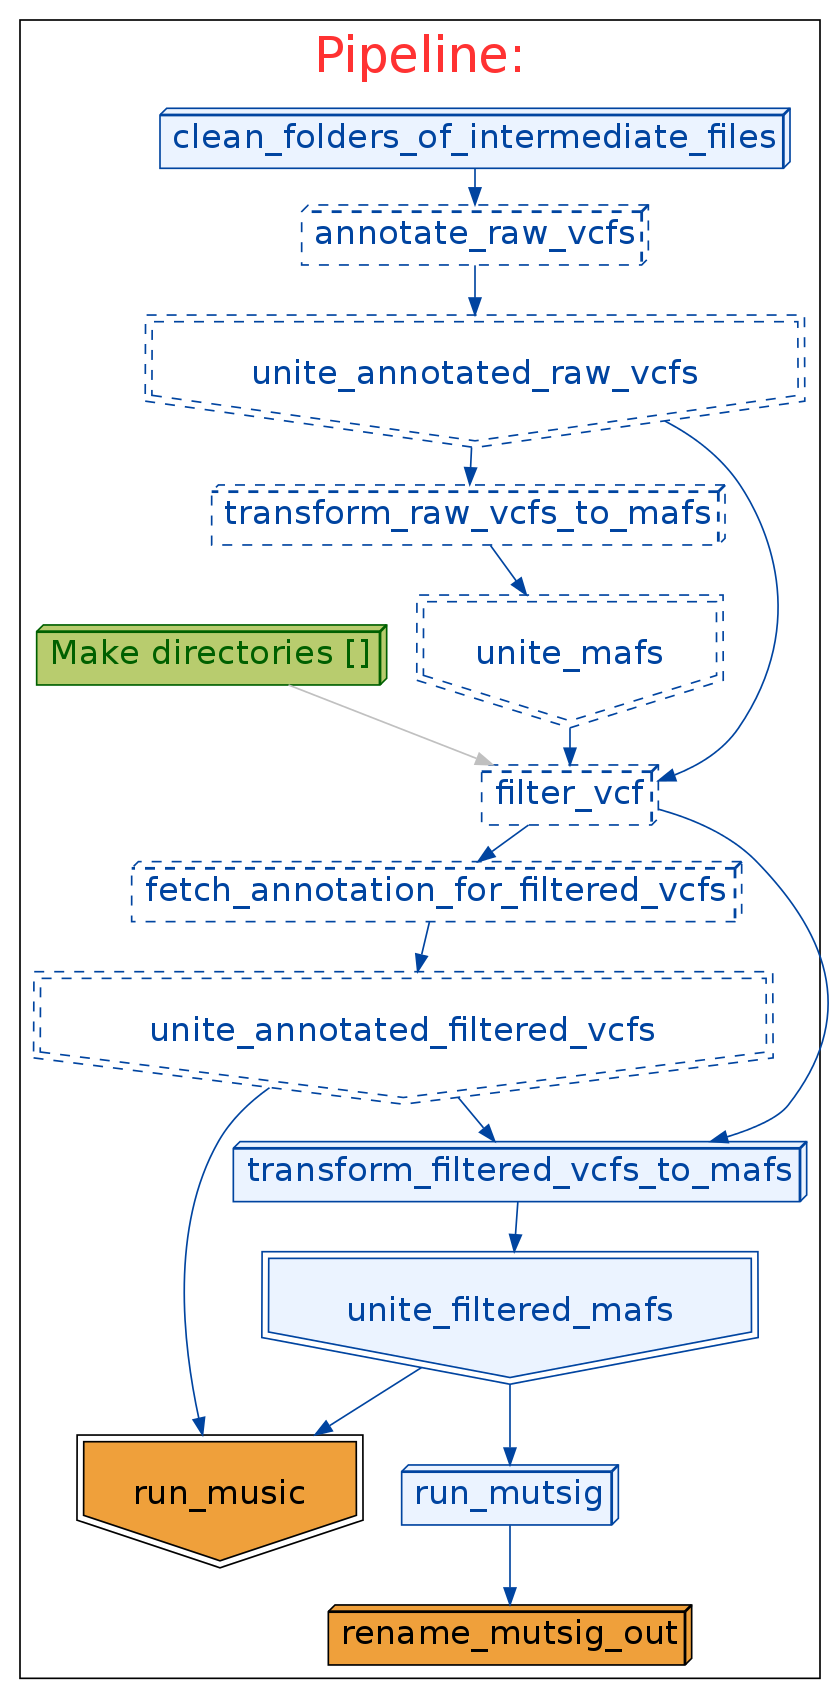 Pipeline:
clean_folders_of_intermediate_files
annotate_raw_vcfs
unite_annotated_raw_vcfs
transform_raw_vcfs_to_mafs
unite_mafs
Make directories []
filter_vcf
fetch_annotation_for_filtered_vcfs
unite_annotated_filtered_vcfs
transform_filtered_vcfs_to_mafs
unite_filtered_mafs
run_music
run_mutsig
rename_mutsig_out